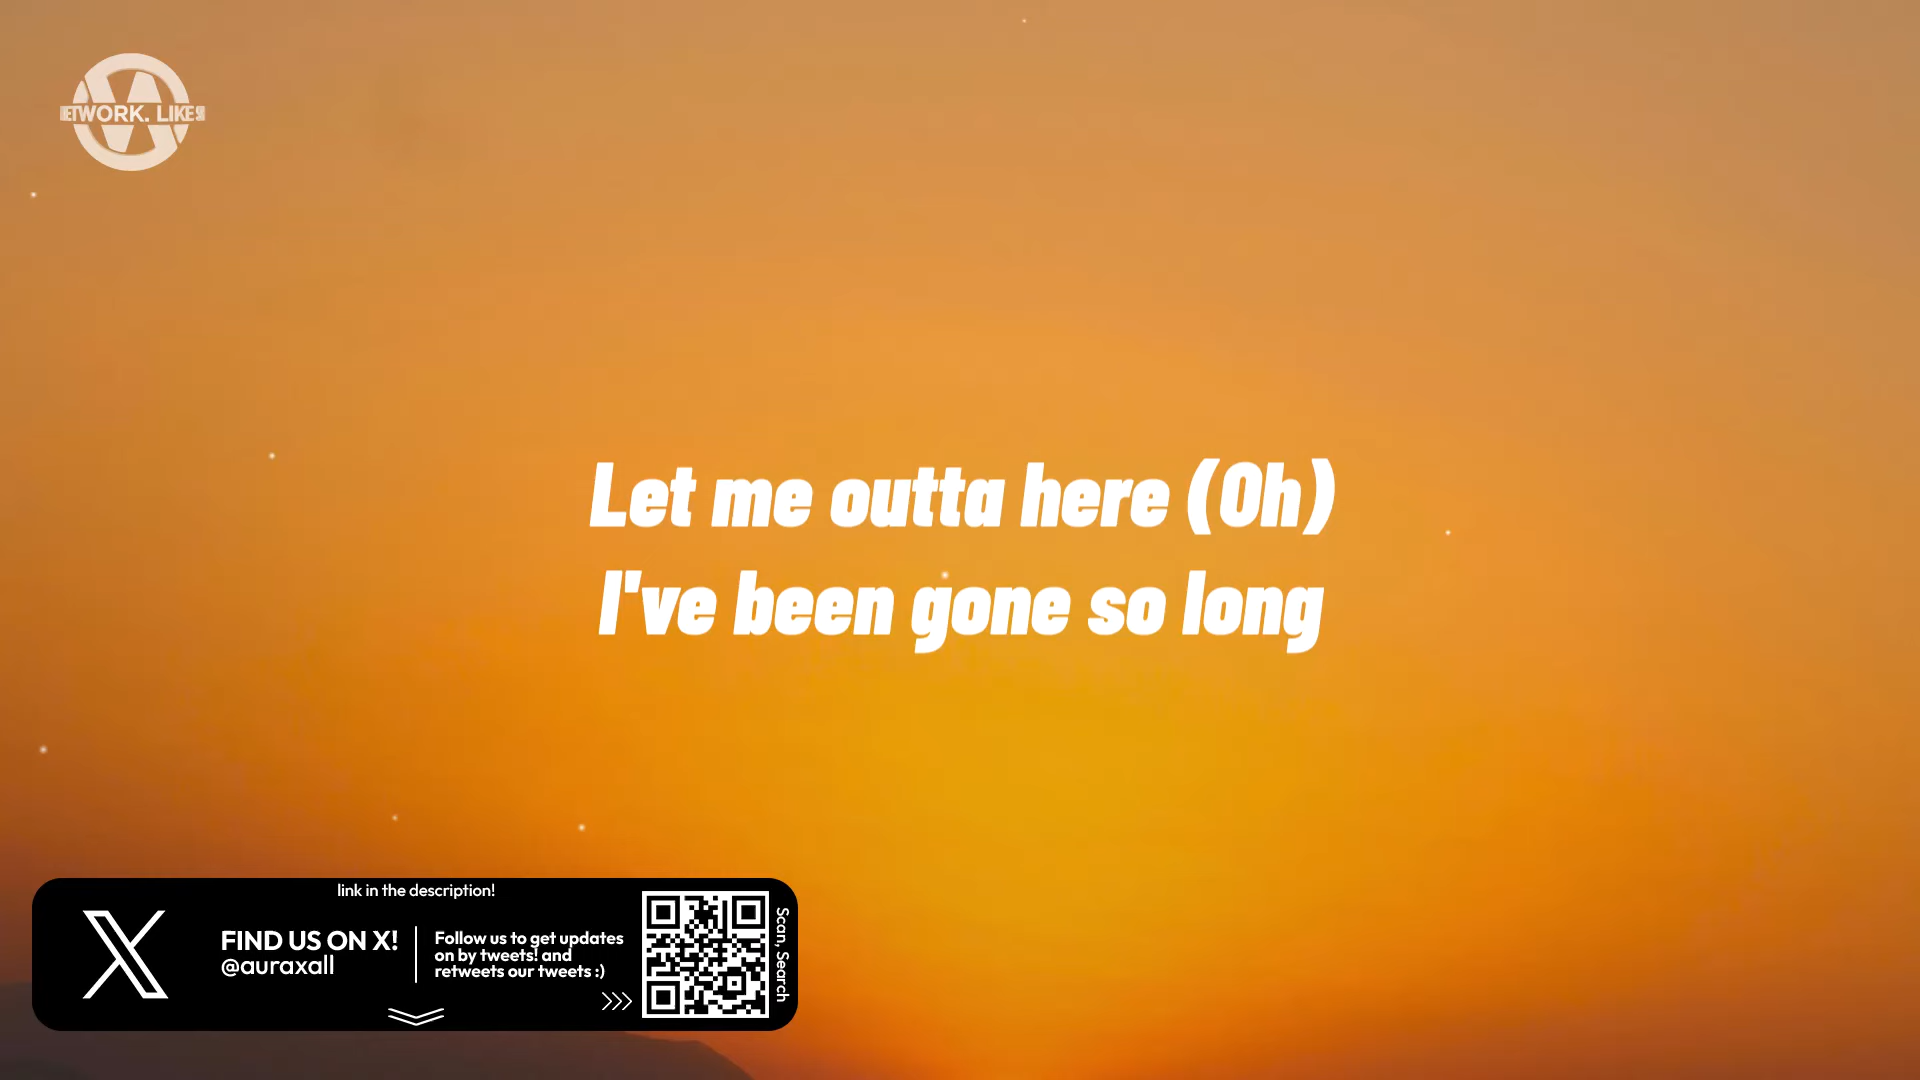 ETWORK. LIKES
Let me outta here (Oh)
I've been gone so long
link in the description!
FIND US ON X!
@auraxall
Follow us to get updates
on by tweets! and
retweets our tweets :)
Scan, Search